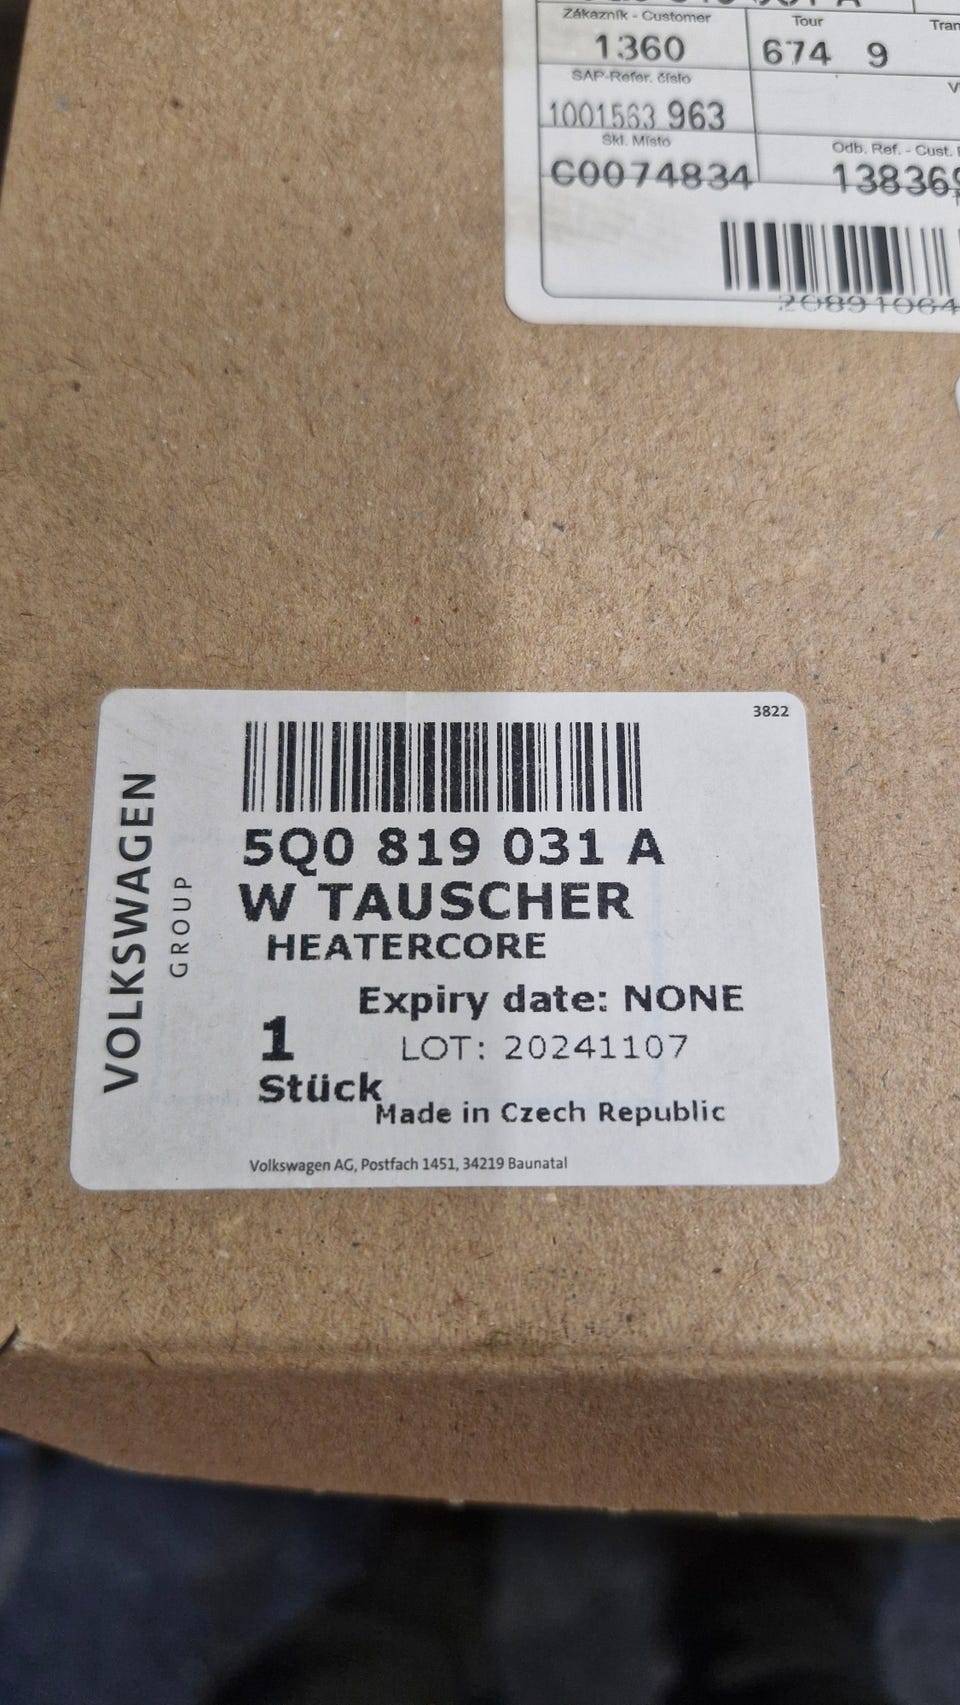 Zákazník - Customer
1360
Tour
674 9
SAP-Refer. číslo
1001563 963
Skl. Místo
C0074834
Odb. Ref. - Cust.
3822
VOLKSWAGEN
GROUP
5Q0 819 031 A
W TAUSCHER
HEATERCORE
Expiry date: NONE
1
LOT: 20241107
Stück
Made in Czech Republic
Volkswagen AG, Postfach 1451, 34219 Baunatal